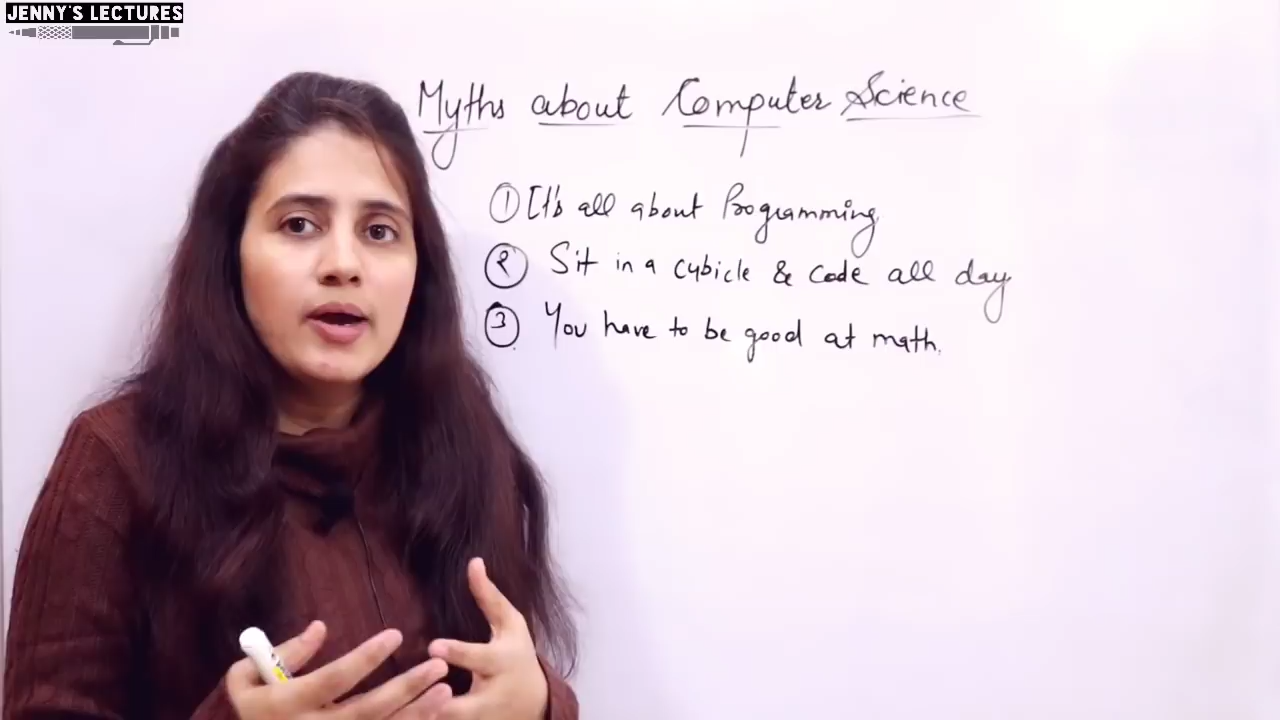 JENNY'S LECTURES
Myths about Computer Science
① It's all about Programming
② Sit in a cubicle & code all day
③ You have to be good at math.